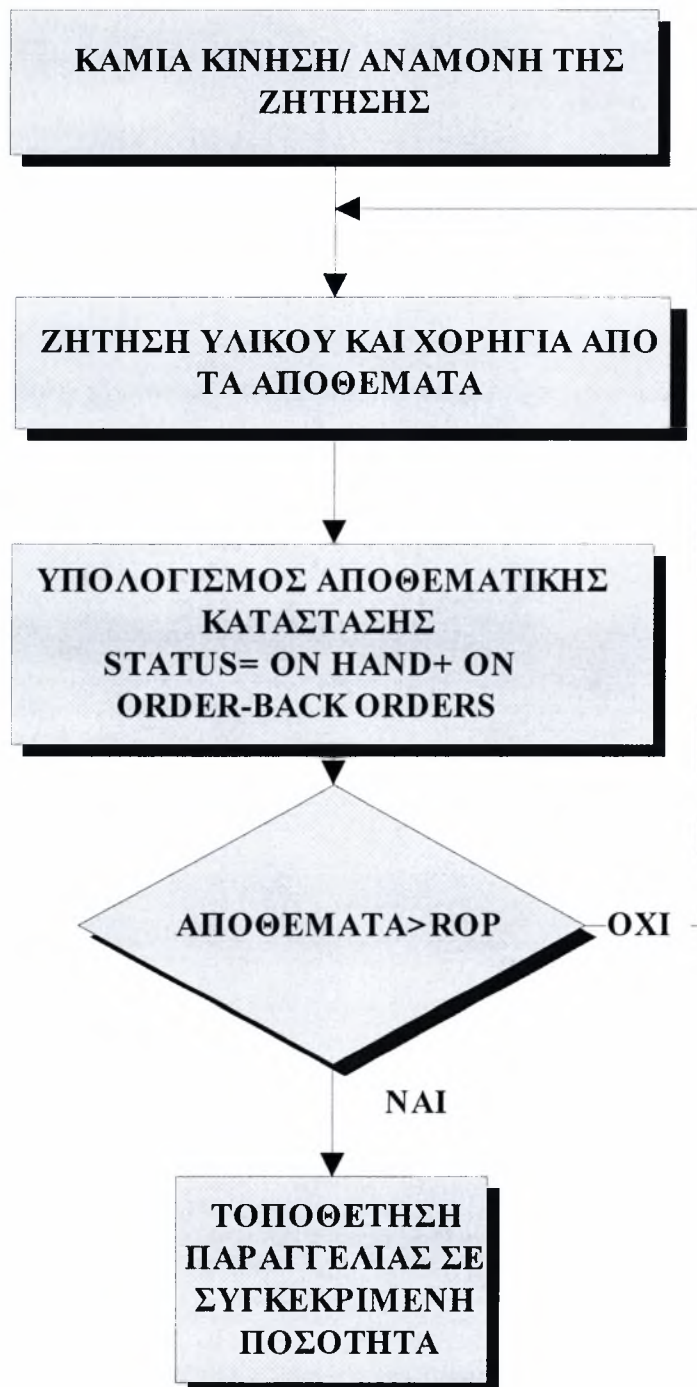 ΚΑΜΙΑ ΚΙΝΗΣΗ/ ΑΝΑΜΟΝΗ ΤΗΣ
ΖΗΤΗΣΗΣ
ΖΗΤΗΣΗ ΥΛΙΚΟΥ ΚΑΙ ΧΟΡΗΓΙΑ ΑΠΟ
ΤΑ ΑΠΟΘΕΜΑΤΑ
ΥΠΟΛΟΓΙΣΜΟΣ ΑΠΟΘΕΜΑΤΙΚΗΣ
ΚΑΤΑΣΤΑΣΗΣ
STATUS= ON HAND+ ON
ORDER-BACK ORDERS
ΑΠΟΘΕΜΑΤΑ>ROP
ΟΧΙ
ΝΑΙ
ΤΟΠΟΘΕΤΗΣΗ
ΠΑΡΑΓΓΕΛΙΑΣ ΣΕ
ΣΥΓΚΕΚΡΙΜΕΝΗ
ΠΟΣΟΤΗΤΑ